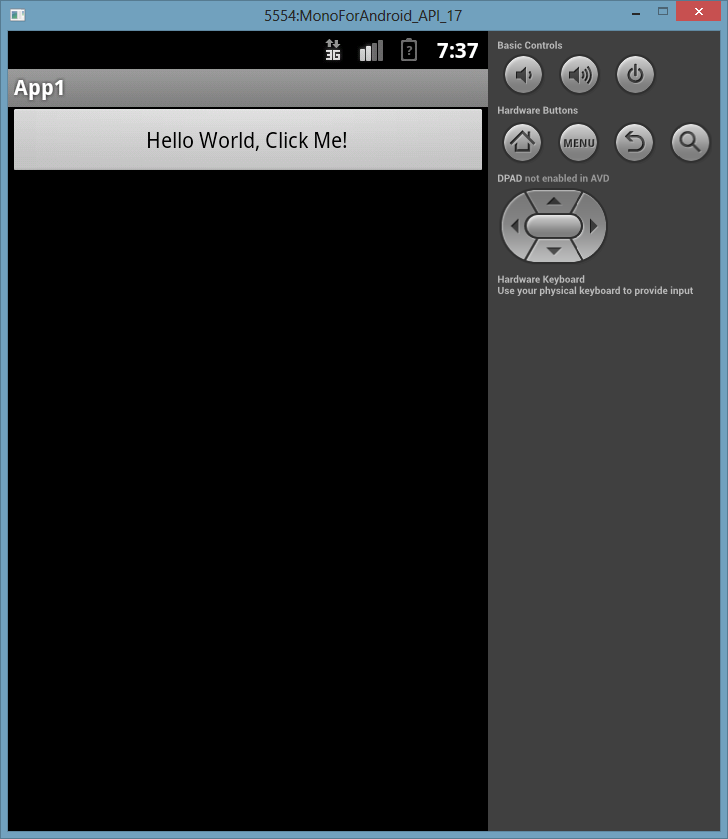 5554:MonoForAndroid_API_17
3G
7:37
App1
Hello World, Click Me!
Basic Controls
Hardware Buttons
MENU
DPAD not enabled in AVD
Hardware Keyboard
Use your physical keyboard to provide input